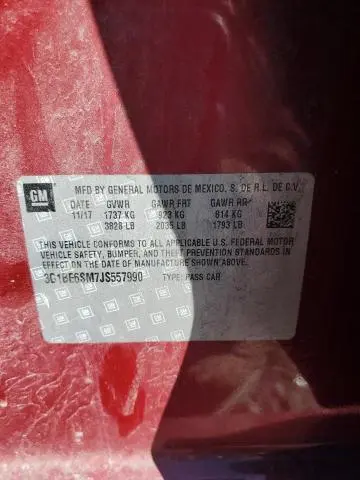 GM
MFD BY GENERAL MOTORS DE MEXICO, S. DE R.L. DE C.V.
DATE GVWR GAWR FRT GAWR RR
11/17 1737 KG 923 KG 814 KG
3828 LB 2035 LB 1793 LB
THIS VEHICLE CONFORMS TO ALL APPLICABLE U.S. FEDERAL MOTOR
VEHICLE SAFETY, BUMPER, AND THEFT PREVENTION STANDARDS IN
EFFECT ON THE DATE OF MANUFACTURE SHOWN ABOVE.
3G1BE6SM7JS557990 TYPE: PASS CAR